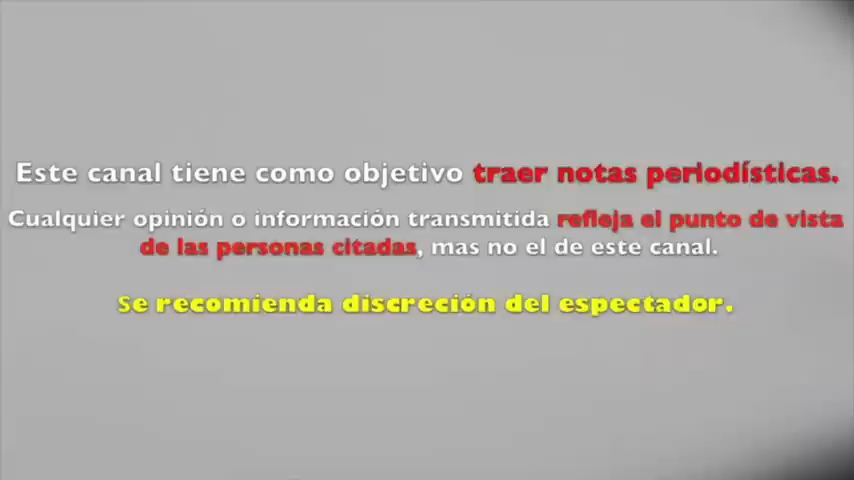 Este canal tiene como objetivo traer notas periodísticas.
Cualquier opinión o información transmitida refleja el punto de vista
de las personas citadas, mas no el de este canal.
Se recomienda discreción del espectador.